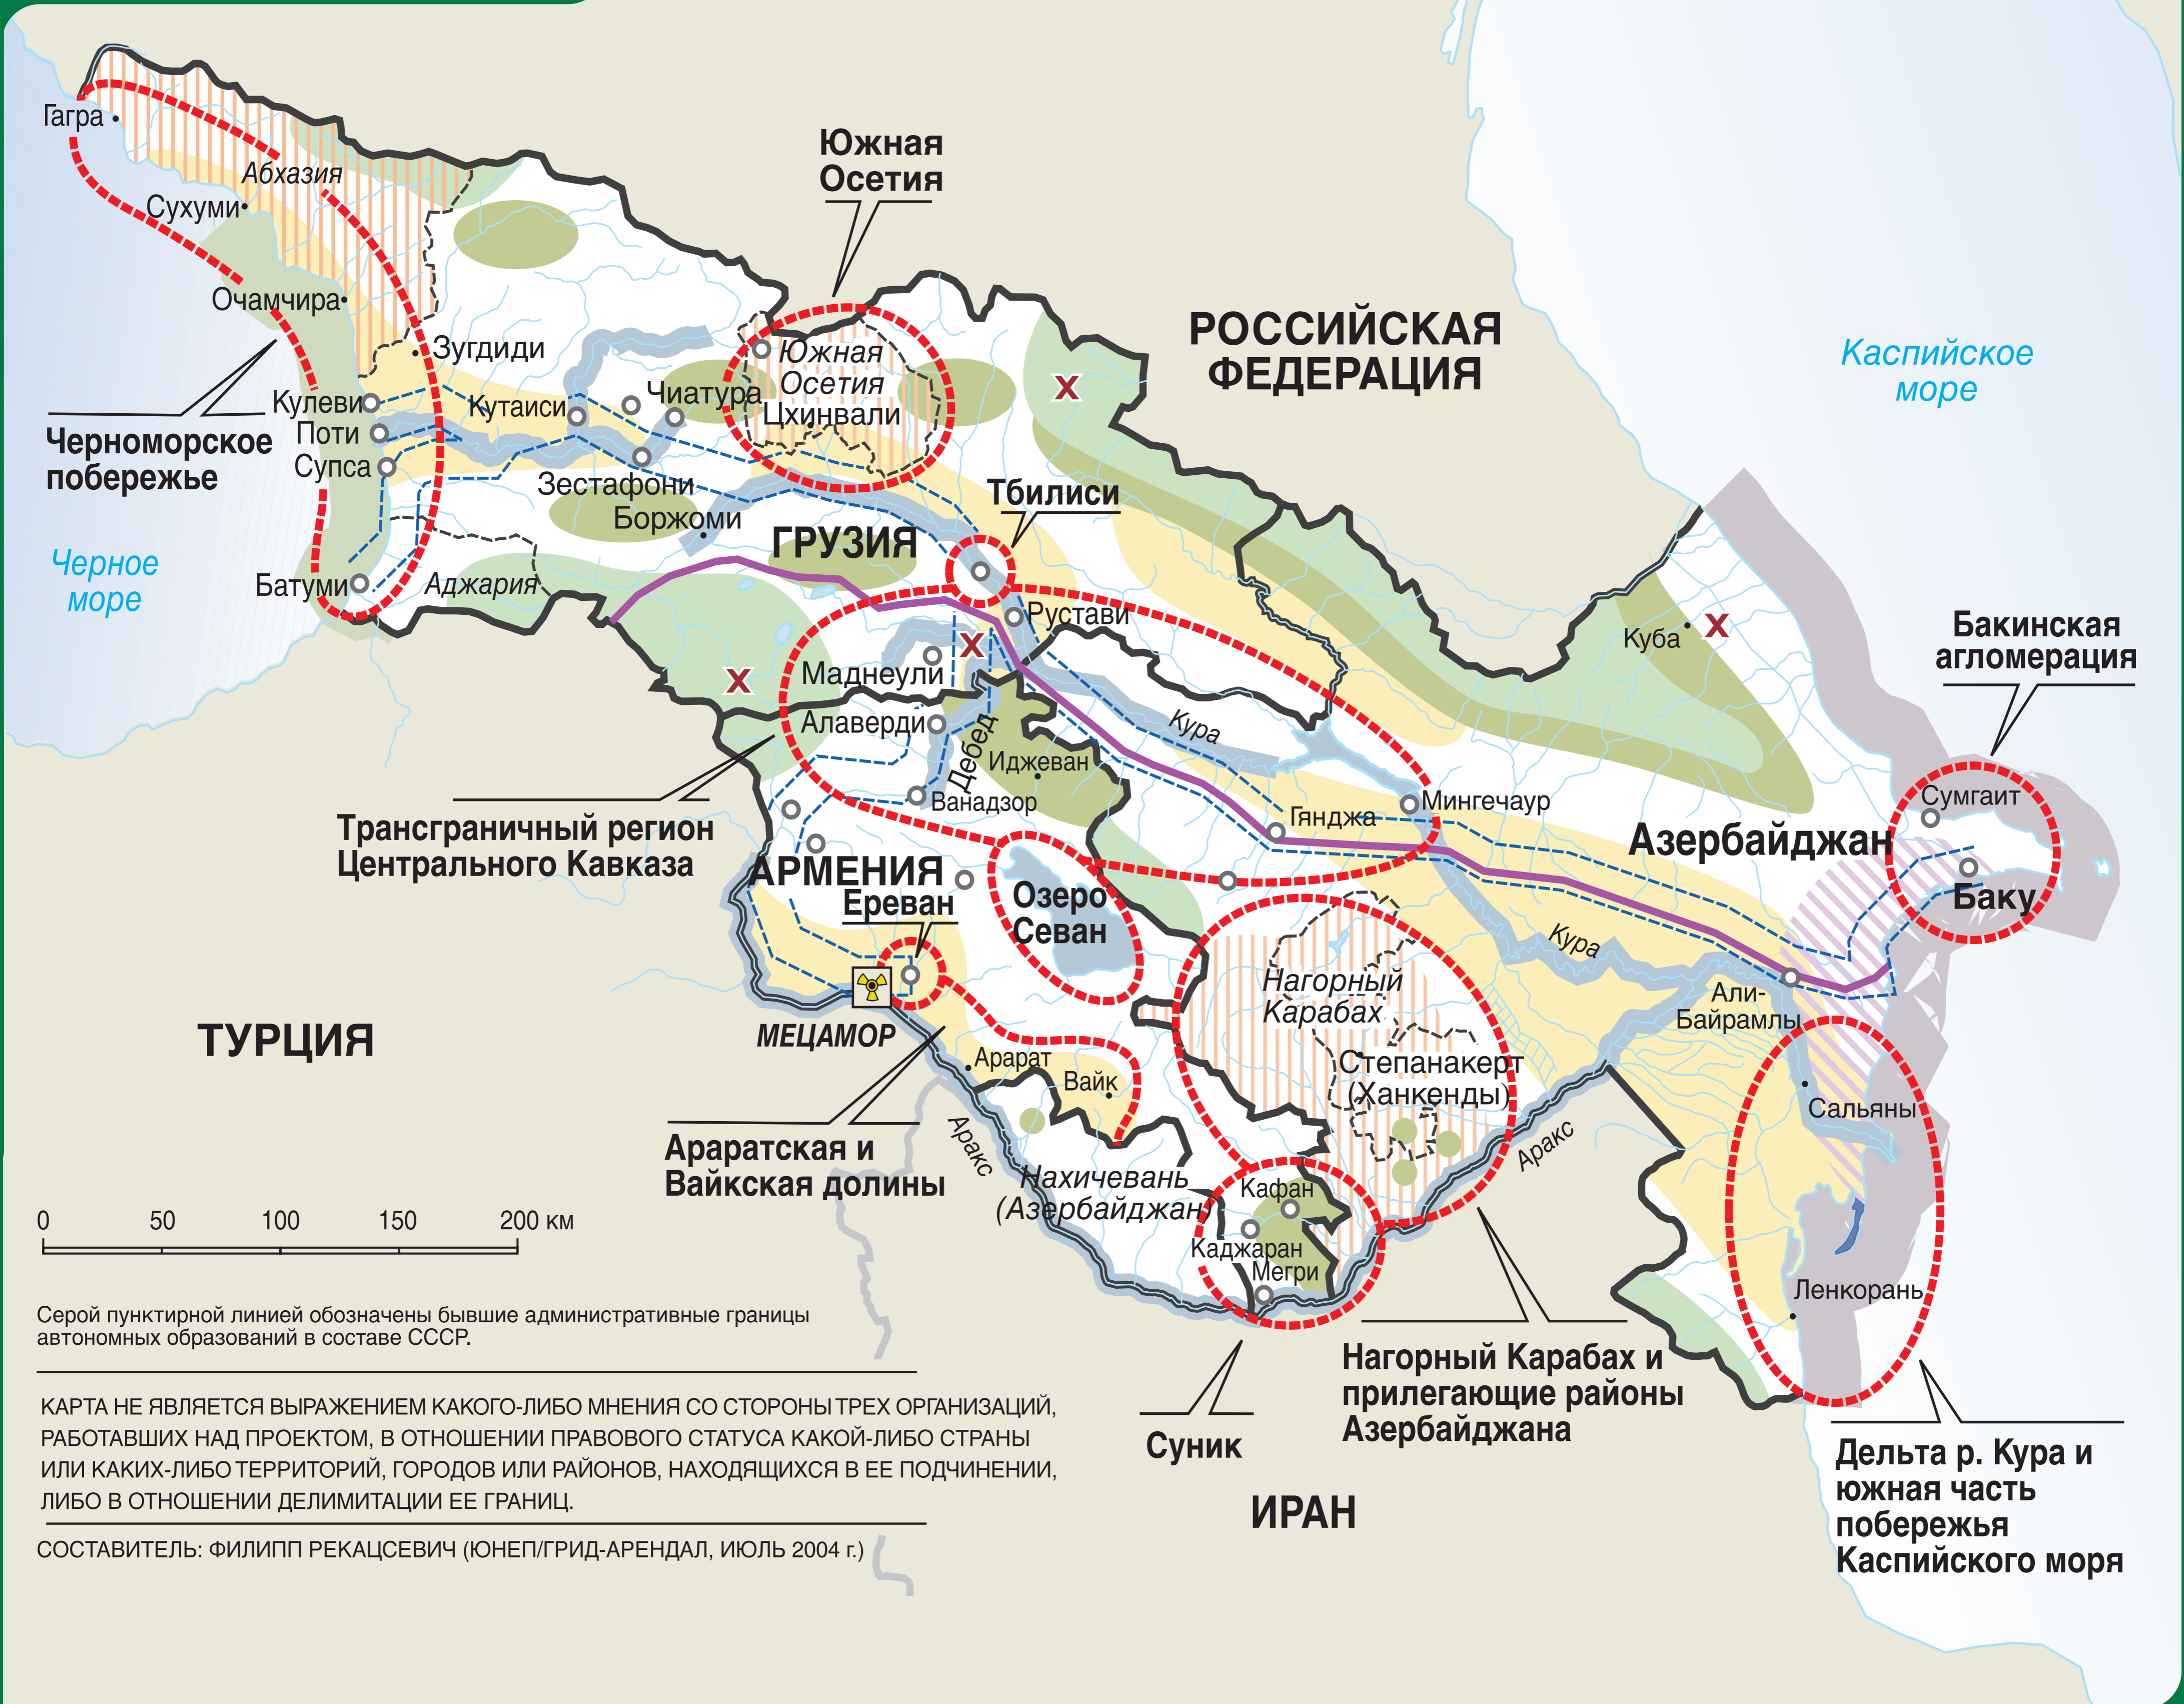 Гагра
Абхазия
Сухуми
Очамчира
Зугдиди
Кулеви
Поти
Супса
Кутаиси
Чиатура
Зестафони
Боржоми
Батуми
Аджария
Черноморское
побережье
Черное
море
Южная
Осетия
Южная
Осетия
Цхинвали
ГРУЗИЯ
Тбилиси
Рустави
РОССИЙСКАЯ
ФЕДЕРАЦИЯ
Каспийское
море
X
X
X
X
Куба
Маднеули
Алаверди
Дебед
Иджеван
Ванадзор
Кура
Гянджа
Мингечаур
Азербайджан
Бакинская
агломерация
Сумгаит
Баку
Трансграничный регион
Центрального Кавказа
АРМЕНИЯ
Ереван
Озеро
Севан
МЕЦАМОР
ТУРЦИЯ
Арарат
Вайк
Аракс
Араратская и
Вайкская долины
Нагорный
Карабах
Степанакерт
(Ханкенды)
Кура
Али-
Байрамлы
Сальяны
Аракс
Нахичевань
(Азербайджан)
Кафан
Каджаран
Мегри
Ленкорань
Суник
Нагорный Карабах и
прилегающие районы
Азербайджана
ИРАН
Дельта р. Кура и
южная часть
побережья
Каспийского моря
0 50 100 150 200 км
Серой пунктирной линией обозначены бывшие административные границы
автономных образований в составе СССР.
КАРТА НЕ ЯВЛЯЕТСЯ ВЫРАЖЕНИЕМ КАКОГО-ЛИБО МНЕНИЯ СО СТОРОНЫ ТРЕХ ОРГАНИЗАЦИЙ,
РАБОТАВШИХ НАД ПРОЕКТОМ, В ОТНОШЕНИИ ПРАВОВОГО СТАТУСА КАКОЙ-ЛИБО СТРАНЫ
ИЛИ КАКИХ-ЛИБО ТЕРРИТОРИЙ, ГОРОДОВ ИЛИ РАЙОНОВ, НАХОДЯЩИХСЯ В ЕЕ ПОДЧИНЕНИИ,
ЛИБО В ОТНОШЕНИИ ДЕЛИМИТАЦИИ ЕЕ ГРАНИЦ.
СОСТАВИТЕЛЬ: ФИЛИПП РЕКАЦСЕВИЧ (ЮНЕП/ГРИД-АРЕНДАЛ, ИЮЛЬ 2004 г.)